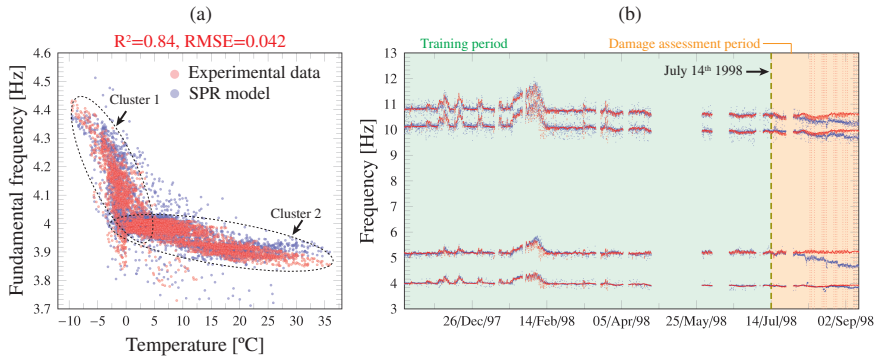 (a)
R²=0.84, RMSE=0.042
Fundamental frequency [Hz]
4.6
4.5
4.4
4.3
4.2
4.1
4
3.9
3.8
3.7
Experimental data
SPR model
Cluster 1
Cluster 2
−10 −5 0 5 10 15 20 25 30 35
Temperature [ºC]
(b)
Training period
Damage assessment period
July 14th 1998
Frequency [Hz]
13
12
11
10
9
8
7
6
5
4
3
26/Dec/97 14/Feb/98 05/Apr/98 25/May/98 14/Jul/98 02/Sep/98